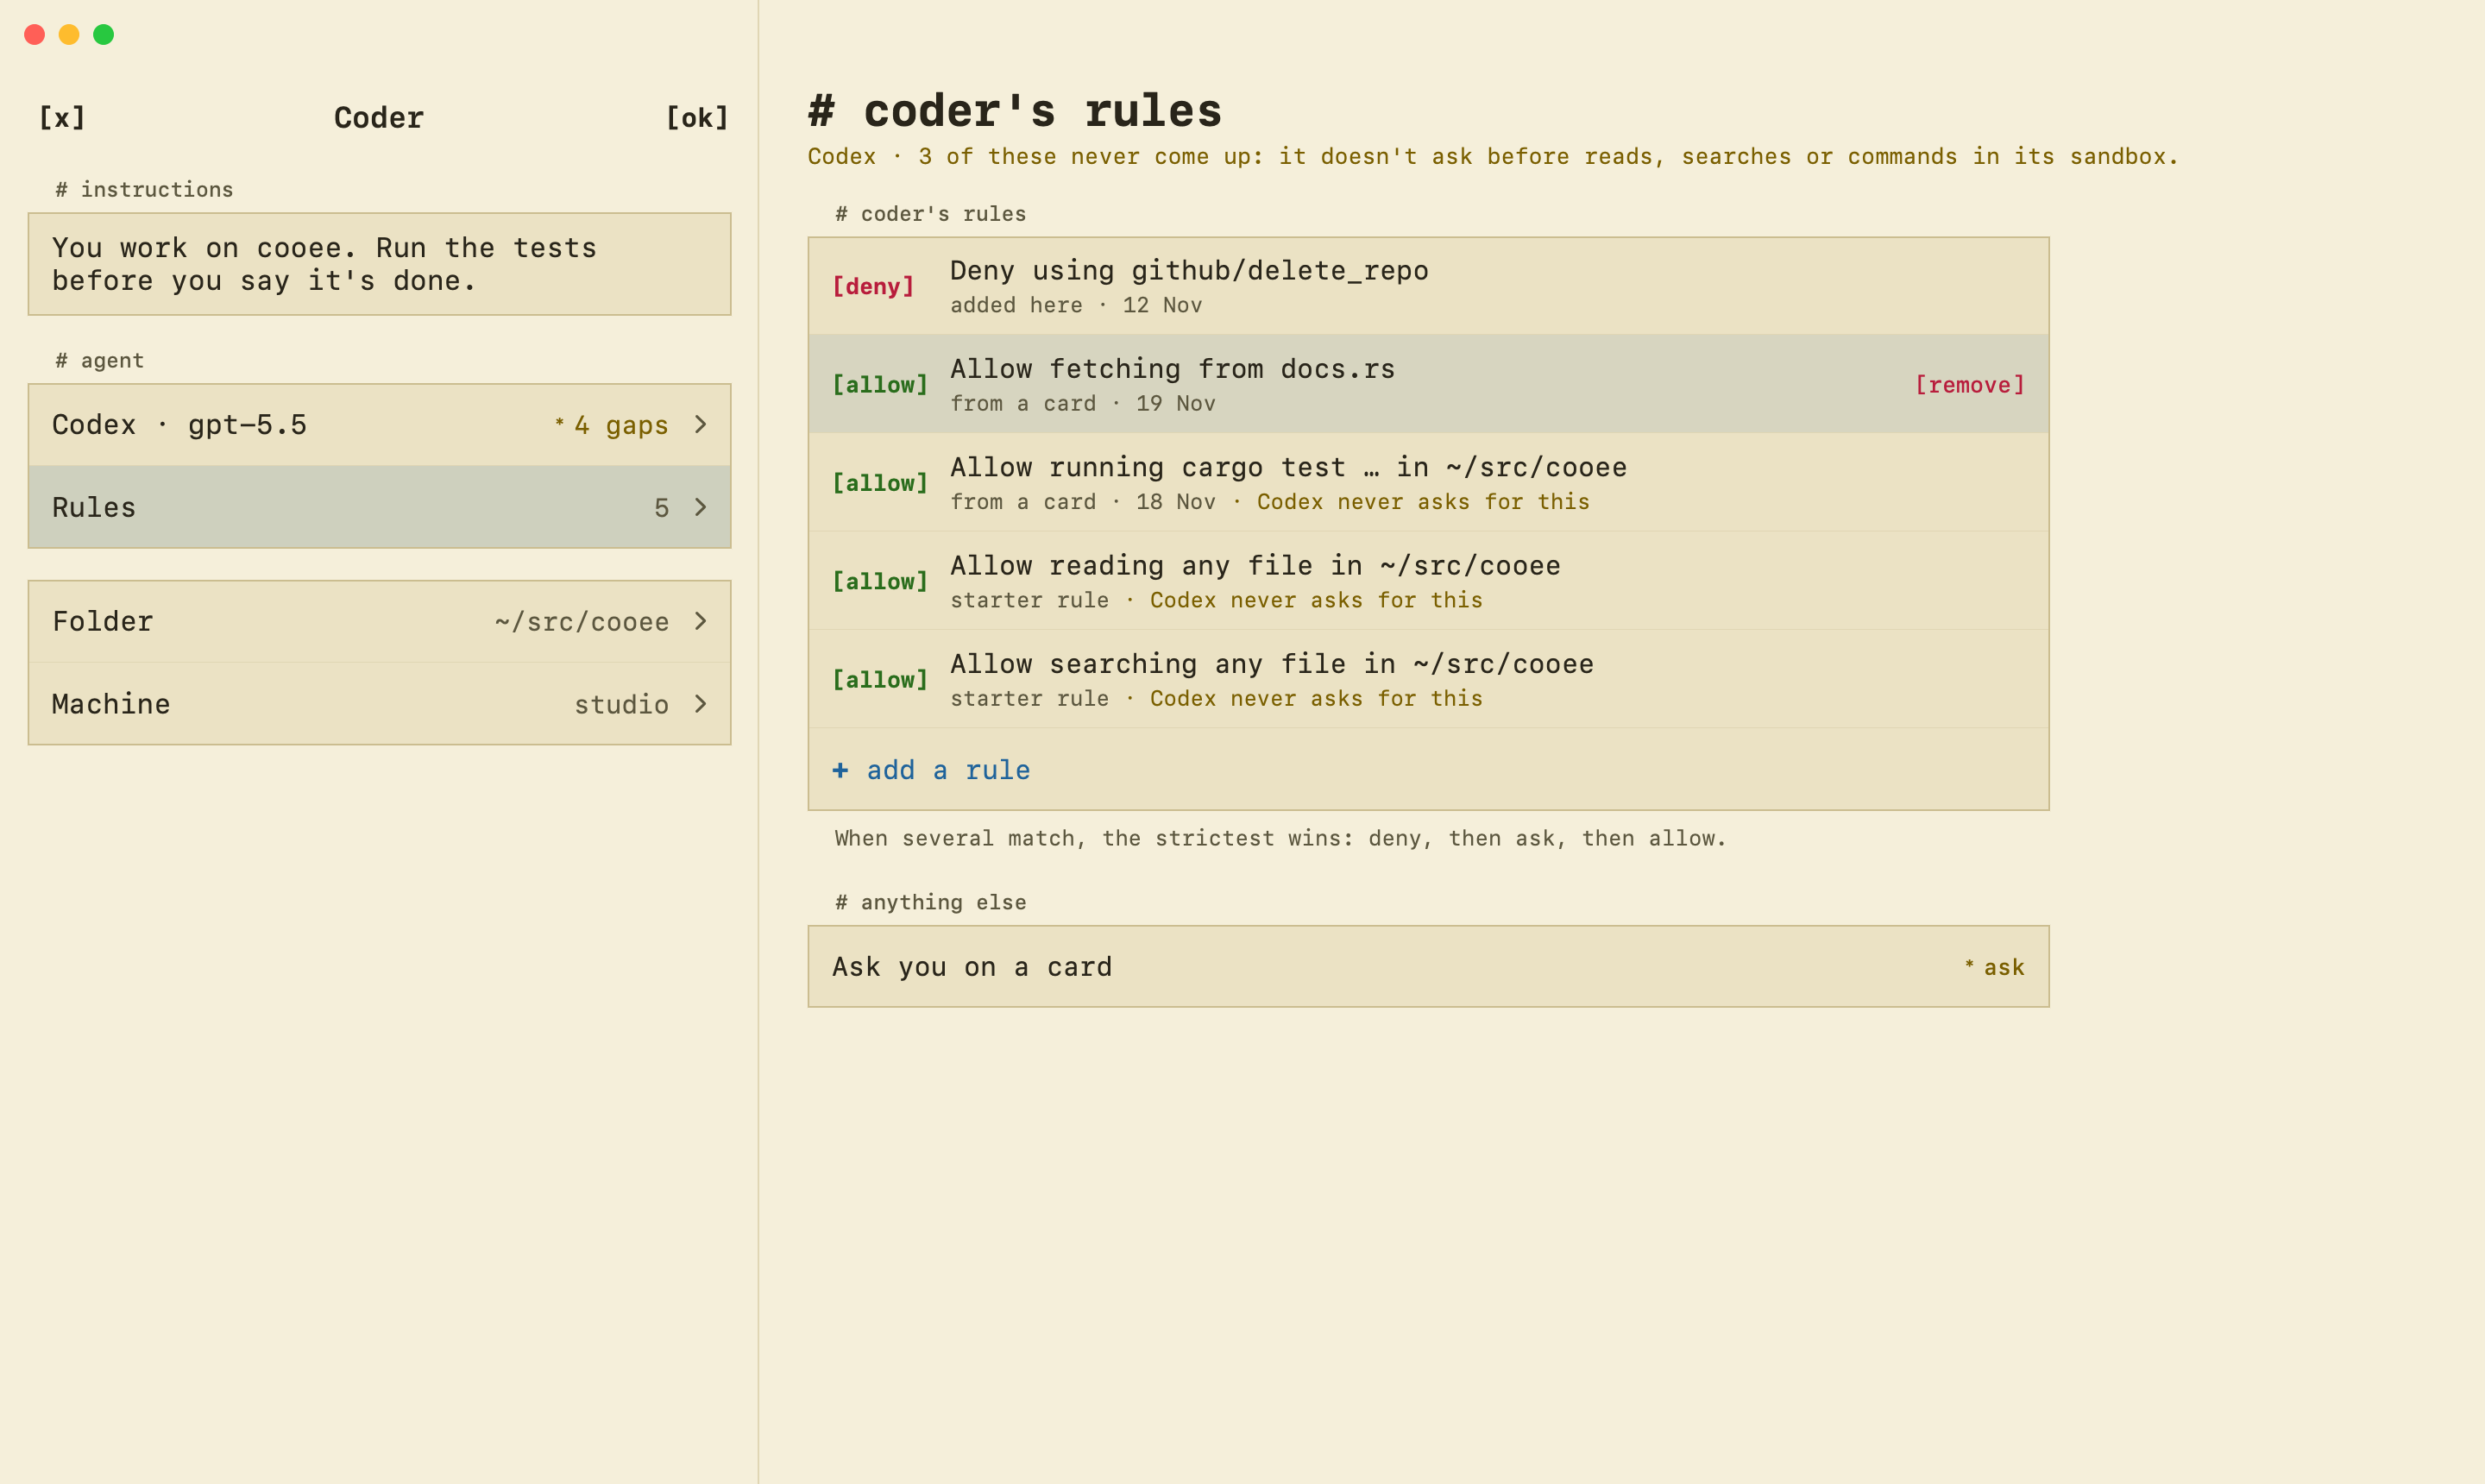 [x] Coder [ok]
# instructions
You work on cooee. Run the tests
before you say it's done.
# agent
Codex · gpt-5.5 * 4 gaps >
Rules 5 >
Folder ~/src/cooee >
Machine studio >
# coder's rules
Codex · 3 of these never come up: it doesn't ask before reads, searches or commands in its sandbox.
# coder's rules
[deny] Deny using github/delete_repo
added here · 12 Nov
[allow] Allow fetching from docs.rs [remove]
from a card · 19 Nov
[allow] Allow running cargo test … in ~/src/cooee
from a card · 18 Nov · Codex never asks for this
[allow] Allow reading any file in ~/src/cooee
starter rule · Codex never asks for this
[allow] Allow searching any file in ~/src/cooee
starter rule · Codex never asks for this
+ add a rule
When several match, the strictest wins: deny, then ask, then allow.
# anything else
Ask you on a card * ask